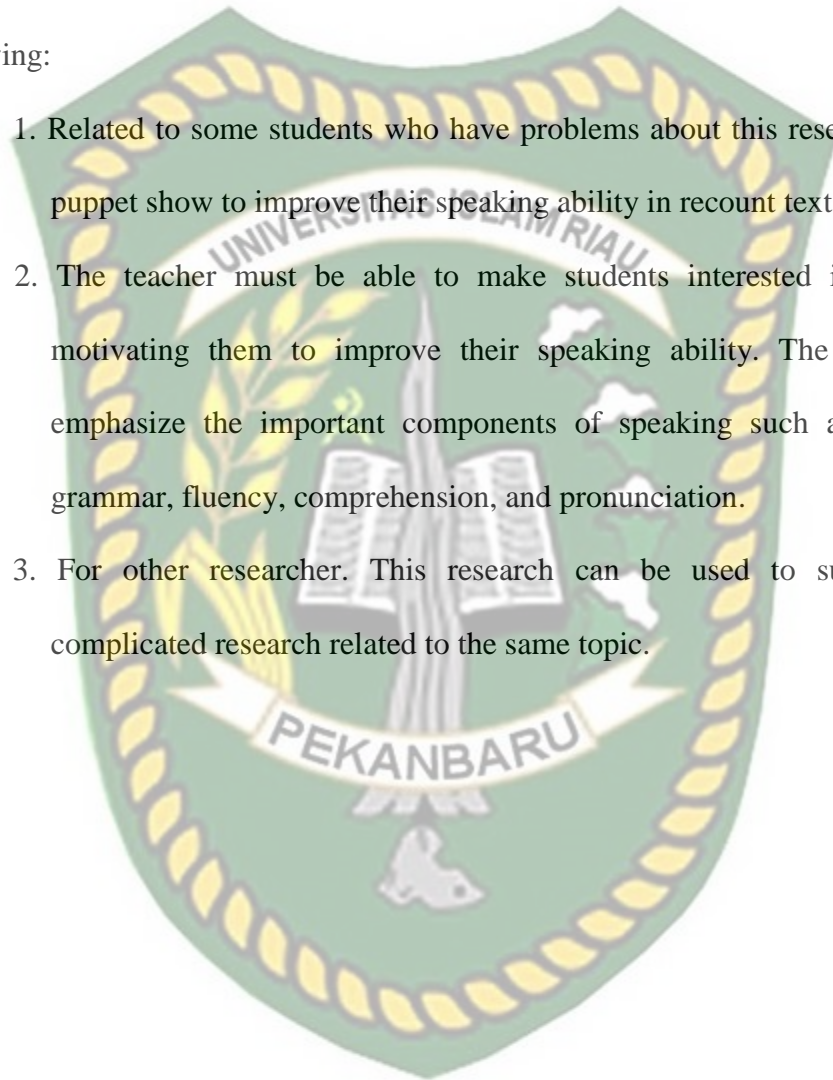 ing:
1. Related to some students who have problems about this rese
puppet show to improve their speaking ability in recount text
UNIVERSITAS ISLAM RIAU
2. The teacher must be able to make students interested i
motivating them to improve their speaking ability. The
emphasize the important components of speaking such a
grammar, fluency, comprehension, and pronunciation.
3. For other researcher. This research can be used to su
complicated research related to the same topic.
PEKANBARU